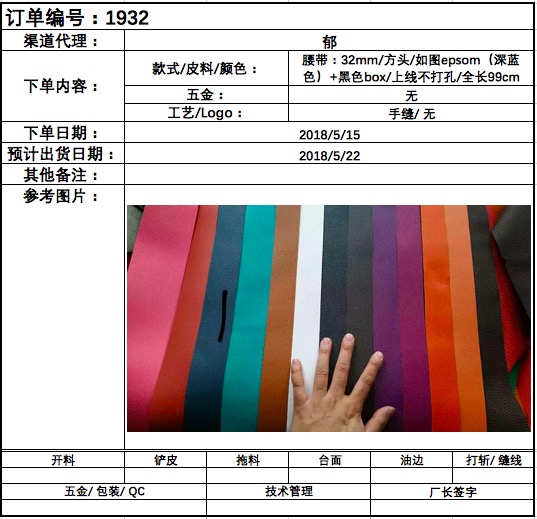 订单编号：1932
渠道代理：
郁
下单内容：
款式/皮料/颜色：
腰带：32mm/方头/如图epsom（深蓝
色）+黑色box/上线不打孔/全长99cm
五金：
无
工艺/Logo：
手缝/ 无
下单日期：
2018/5/15
预计出货日期：
2018/5/22
其他备注：
参考图片：
开料
铲皮
拖料
台面
油边
打斩/ 缝线
五金/ 包装/ QC
技术管理
厂长签字